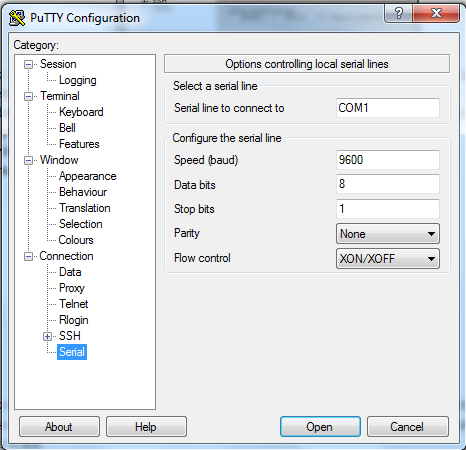 PuTTY Configuration
Category:
Session
Logging
Terminal
Keyboard
Bell
Features
Window
Appearance
Behaviour
Translation
Selection
Colours
Connection
Data
Proxy
Telnet
Rlogin
SSH
Serial
Options controlling local serial lines
Select a serial line
Serial line to connect to COM1
Configure the serial line
Speed (baud) 9600
Data bits 8
Stop bits 1
Parity None
Flow control XON/XOFF
About Help Open Cancel